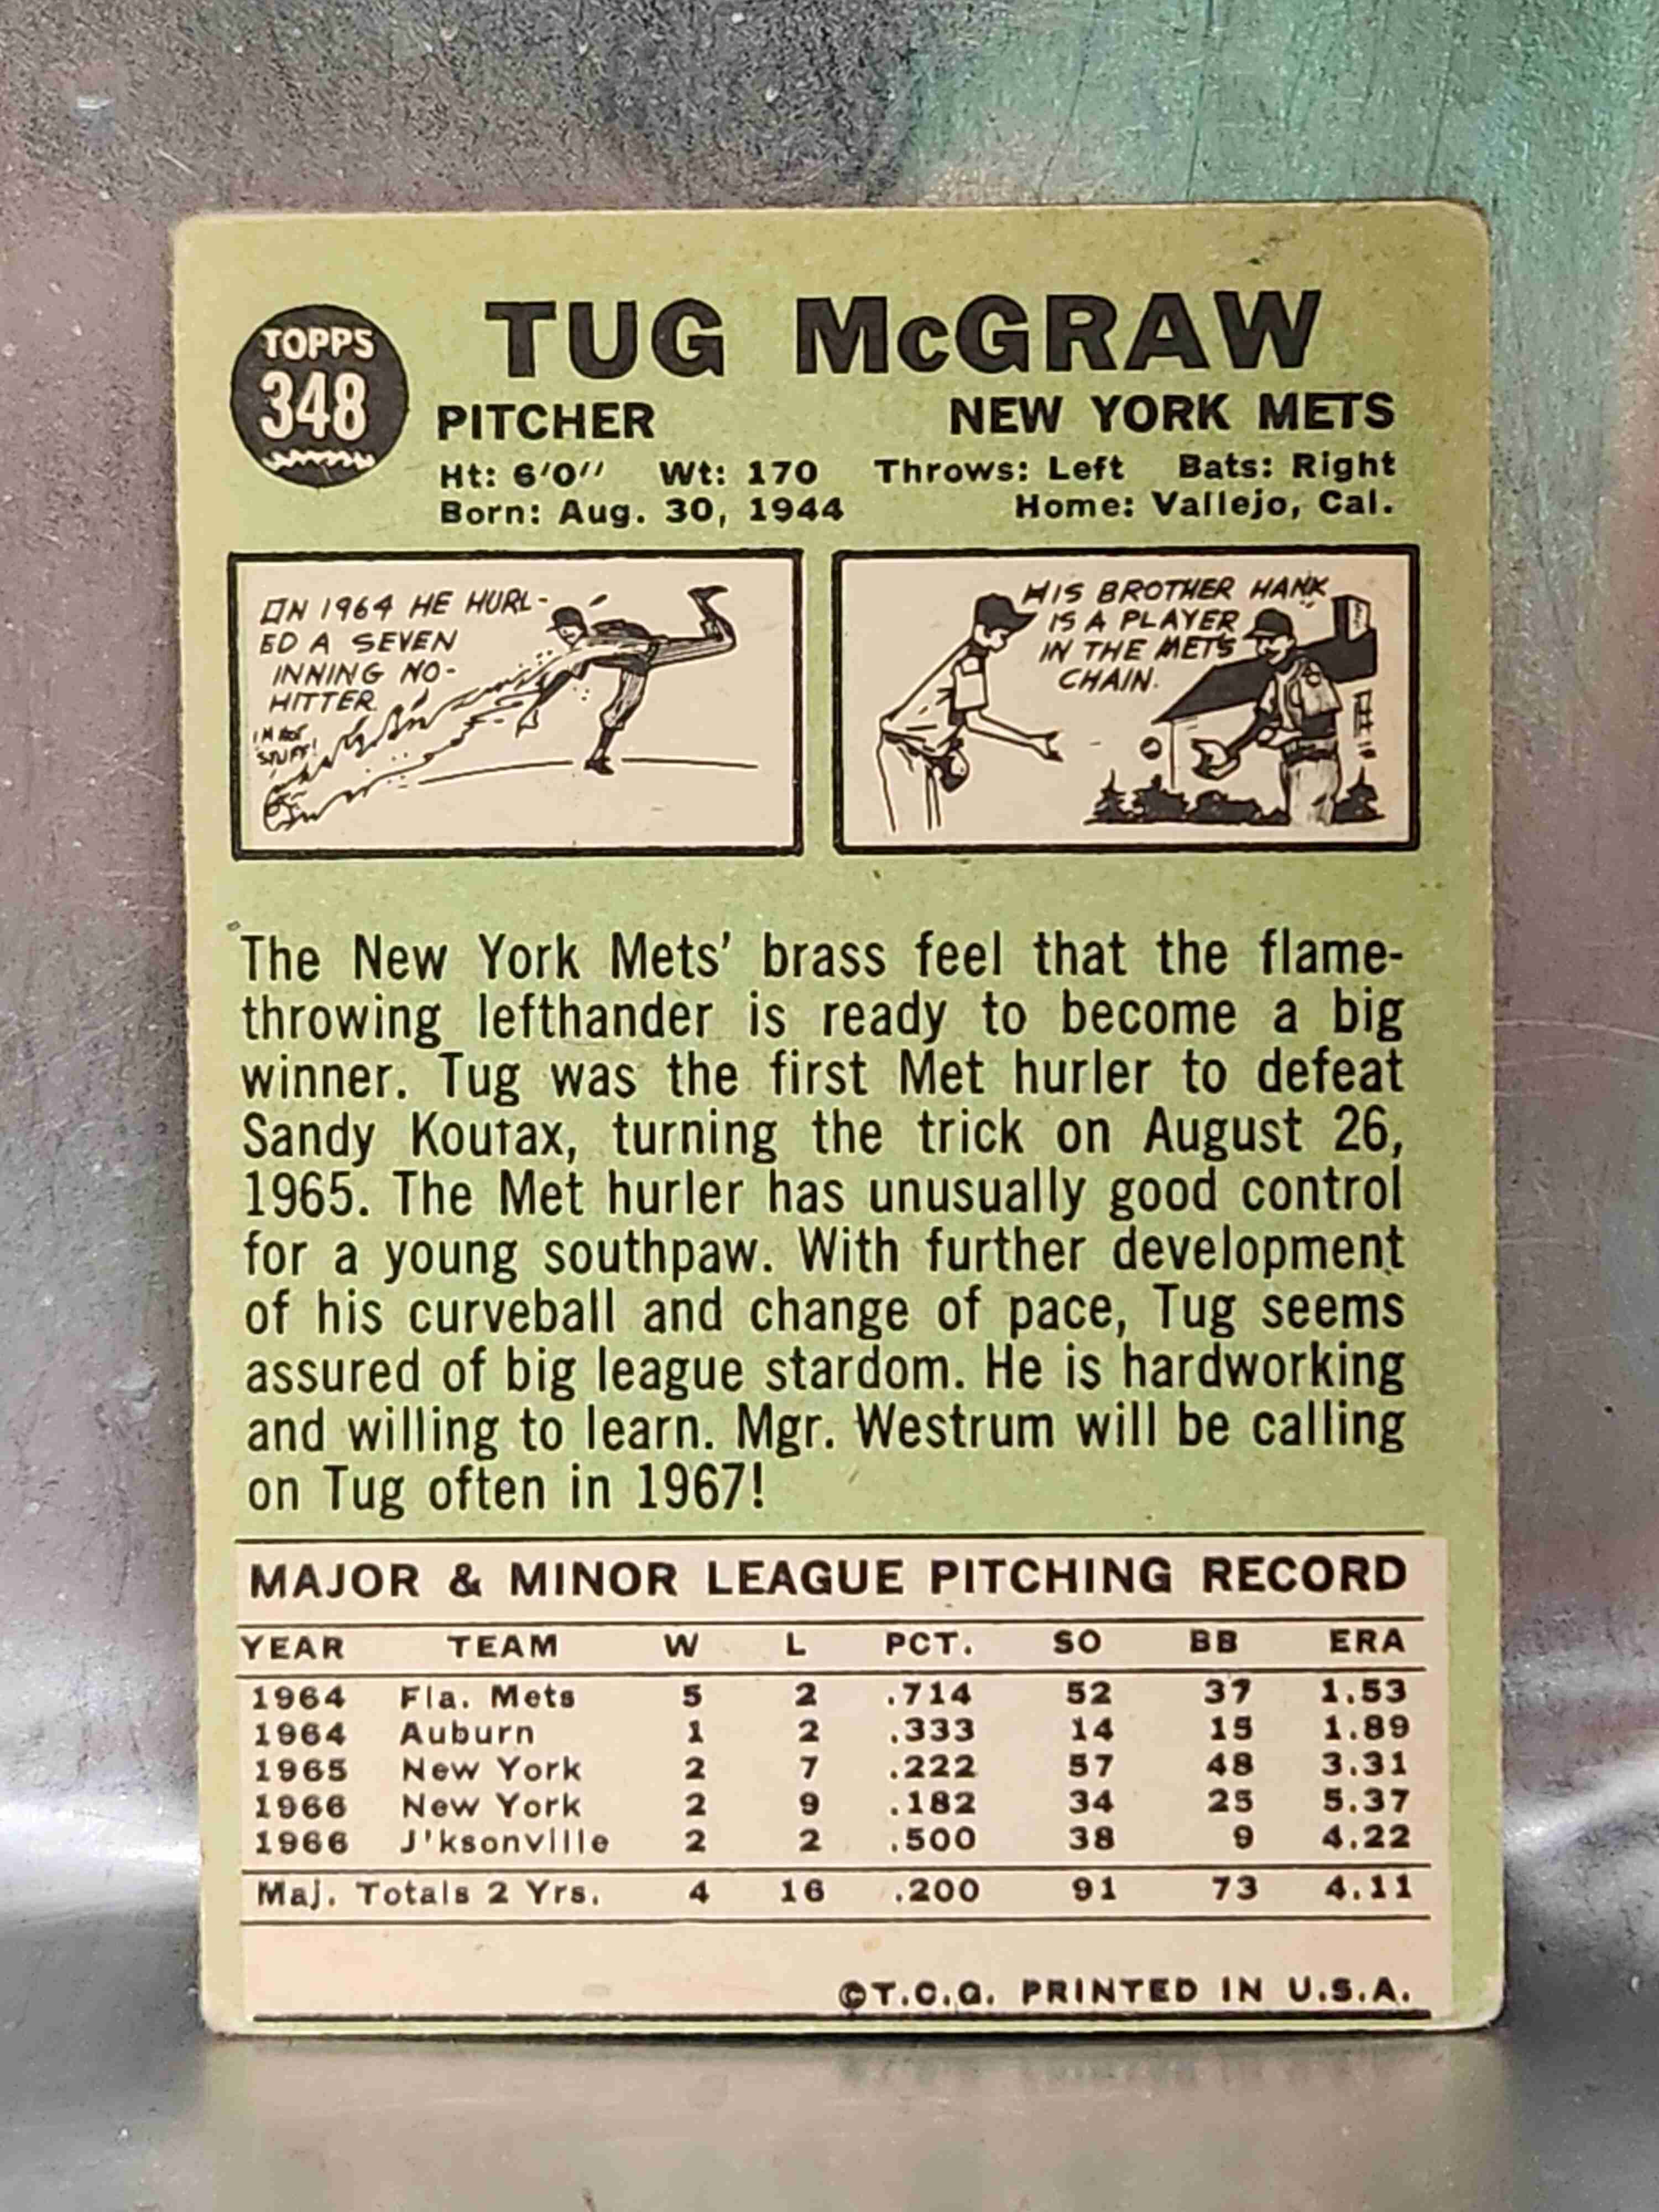 TOPPS
348
TUG McGRAW
PITCHER
NEW YORK METS
Ht: 6'0" Wt: 170 Throws: Left Bats: Right
Born: Aug. 30, 1944 Home: Vallejo, Cal.
IN 1964 HE HURL-
ED A SEVEN
INNING NO-
HITTER.
I'M HOT
STUFF!
HIS BROTHER HANK
IS A PLAYER
IN THE METS
CHAIN.
The New York Mets' brass feel that the flame-
throwing lefthander is ready to become a big
winner. Tug was the first Met hurler to defeat
Sandy Koufax, turning the trick on August 26,
1965. The Met hurler has unusually good control
for a young southpaw. With further development
of his curveball and change of pace, Tug seems
assured of big league stardom. He is hardworking
and willing to learn. Mgr. Westrum will be calling
on Tug often in 1967!
MAJOR & MINOR LEAGUE PITCHING RECORD
YEAR TEAM W L PCT. SO BB ERA
1964 Fla. Mets 5 2 .714 52 37 1.53
1964 Auburn 1 2 .333 14 15 1.89
1965 New York 2 7 .222 57 48 3.31
1966 New York 2 9 .182 34 25 5.37
1966 J'ksonville 2 2 .500 38 9 4.22
Maj. Totals 2 Yrs. 4 16 .200 91 73 4.11
©T.C.G. PRINTED IN U.S.A.